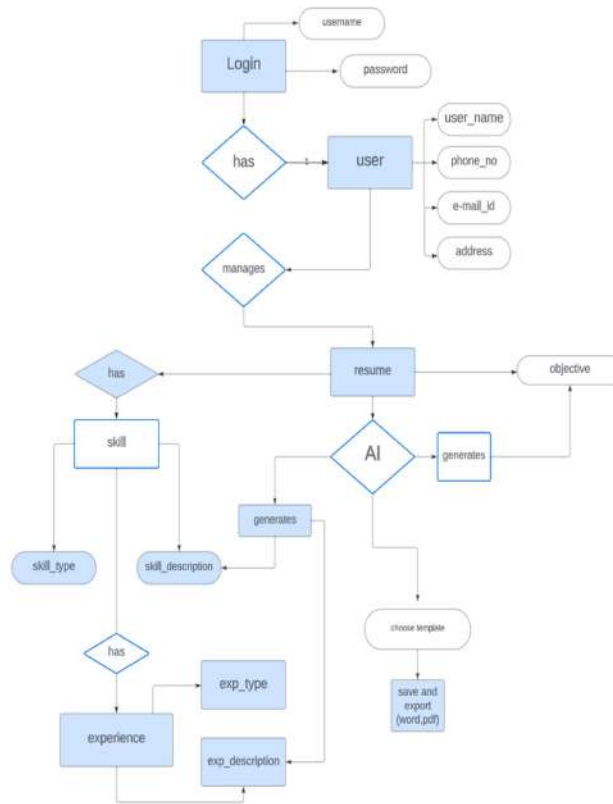 username
Login
password
has
1
user
user_name
phone_no
e-mail_id
address
manages
has
resume
objective
skill
AI
generates
generates
skill_type
skill_description
choose template
has
exp_type
save and
export
(word,pdf)
experience
exp_description